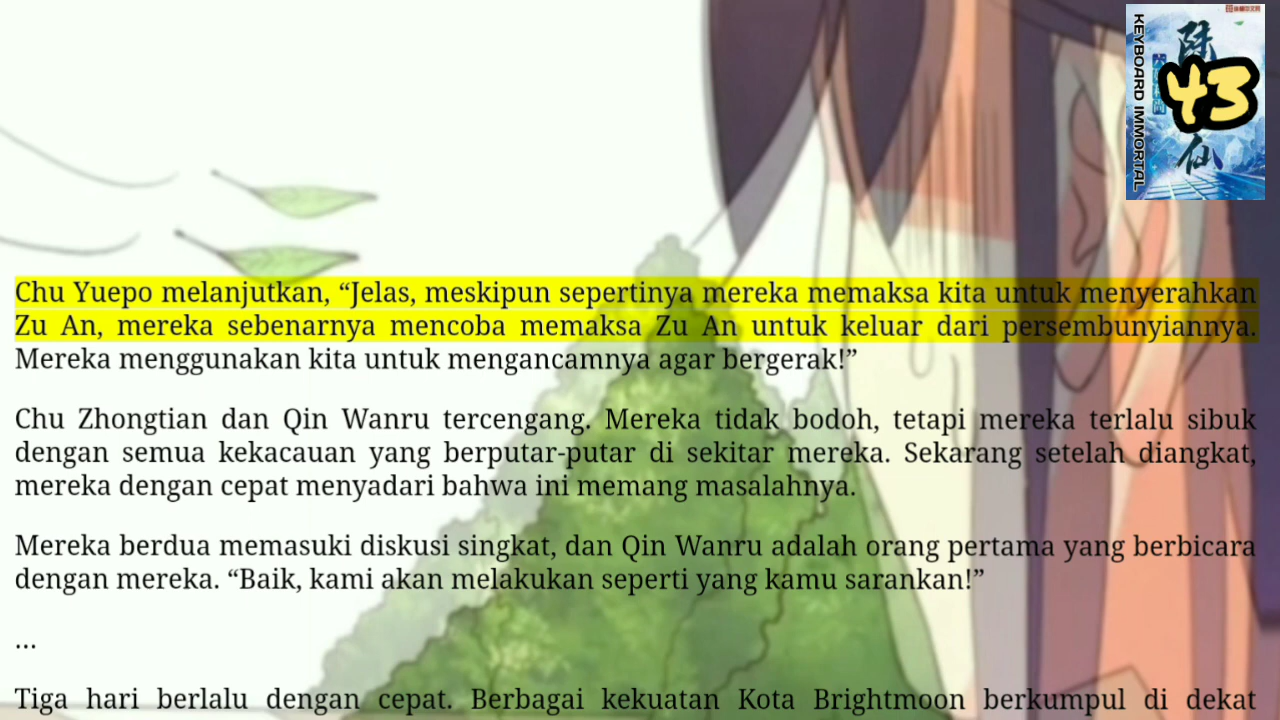 KEYBOARD IMMORTAL
陆
43
仙
Chu Yuepo melanjutkan, “Jelas, meskipun sepertinya mereka memaksa kita untuk menyerahkan
Zu An, mereka sebenarnya mencoba memaksa Zu An untuk keluar dari persembunyiannya.
Mereka menggunakan kita untuk mengancamnya agar bergerak!”
Chu Zhongtian dan Qin Wanru tercengang. Mereka tidak bodoh, tetapi mereka terlalu sibuk
dengan semua kekacauan yang berputar-putar di sekitar mereka. Sekarang setelah diangkat,
mereka dengan cepat menyadari bahwa ini memang masalahnya.
Mereka berdua memasuki diskusi singkat, dan Qin Wanru adalah orang pertama yang berbicara
dengan mereka. “Baik, kami akan melakukan seperti yang kamu sarankan!”
...
Tiga hari berlalu dengan cepat. Berbagai kekuatan Kota Brightmoon berkumpul di dekat